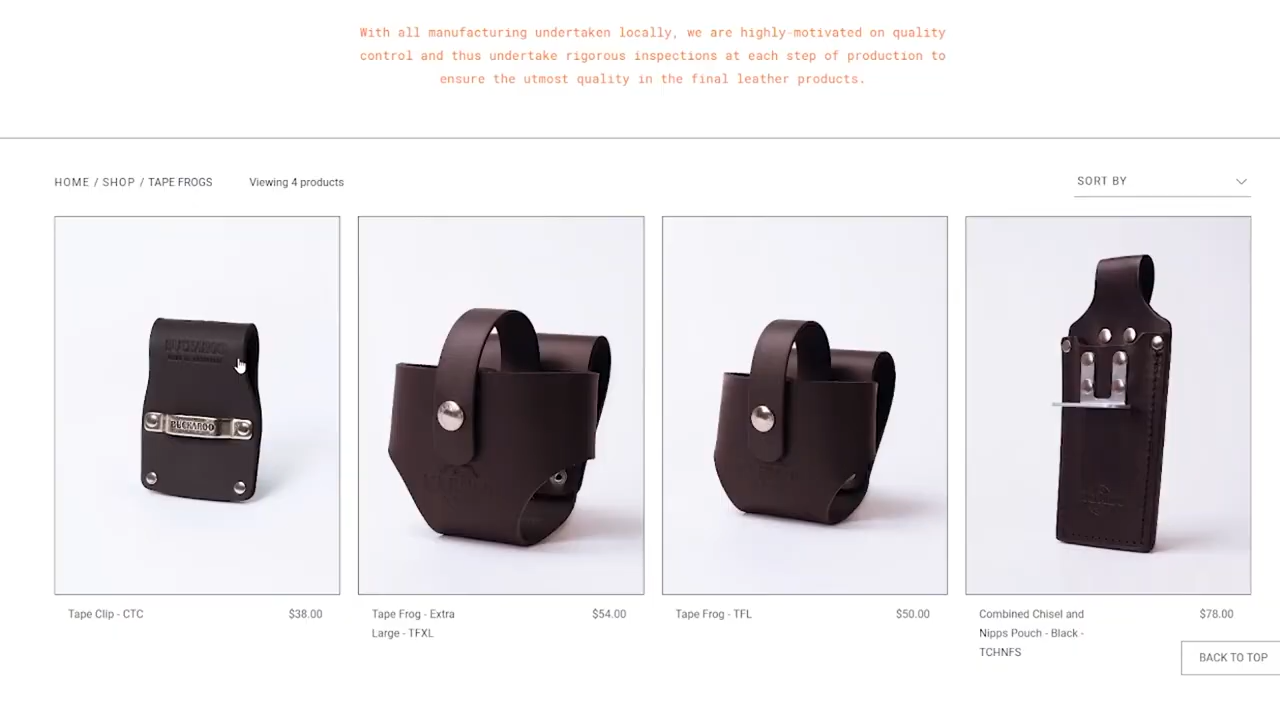 With all manufacturing undertaken locally, we are highly-motivated on quality
control and thus undertake rigorous inspections at each step of production to
ensure the utmost quality in the final leather products.
HOME / SHOP / TAPE FROGS
Viewing 4 products
SORT BY
BUCKAROO
BUCKAROO
Tape Clip - CTC
$38.00
Tape Frog - Extra
Large - TFXL
$54.00
Tape Frog - TFL
$50.00
Combined Chisel and
Nipps Pouch - Black -
TCHNFS
$78.00
BACK TO TOP